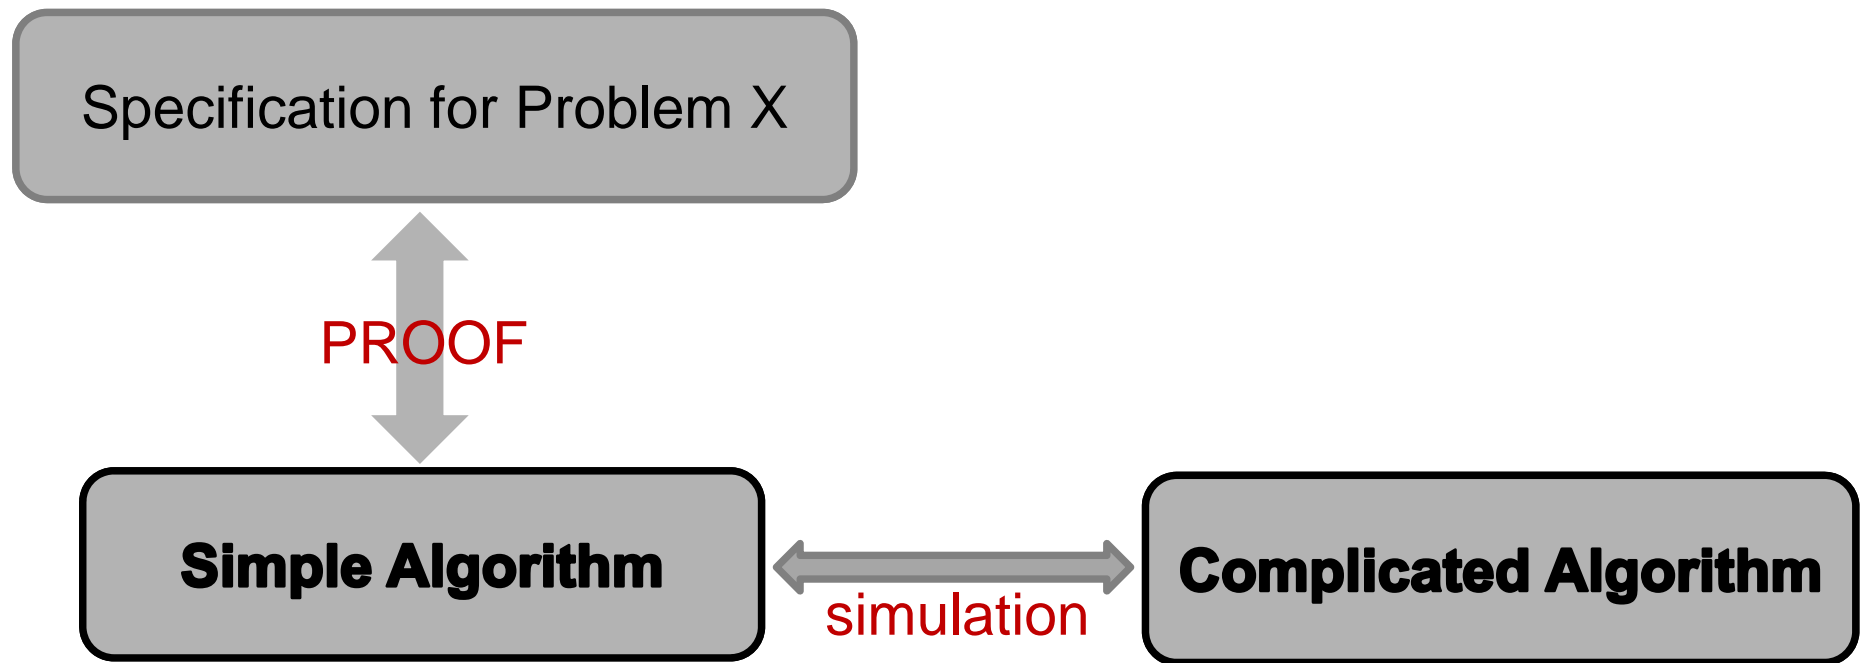 Specification for Problem X
PROOF
Simple Algorithm
simulation
Complicated Algorithm